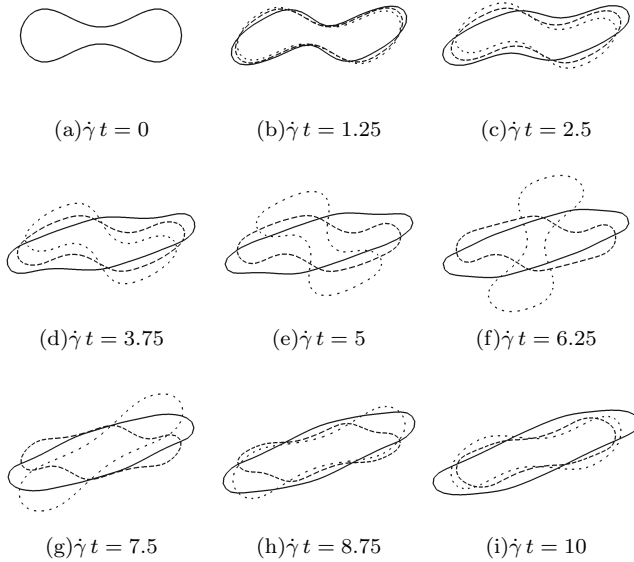 (a)γ̇ t = 0
(b)γ̇ t = 1.25
(c)γ̇ t = 2.5
(d)γ̇ t = 3.75
(e)γ̇ t = 5
(f)γ̇ t = 6.25
(g)γ̇ t = 7.5
(h)γ̇ t = 8.75
(i)γ̇ t = 10